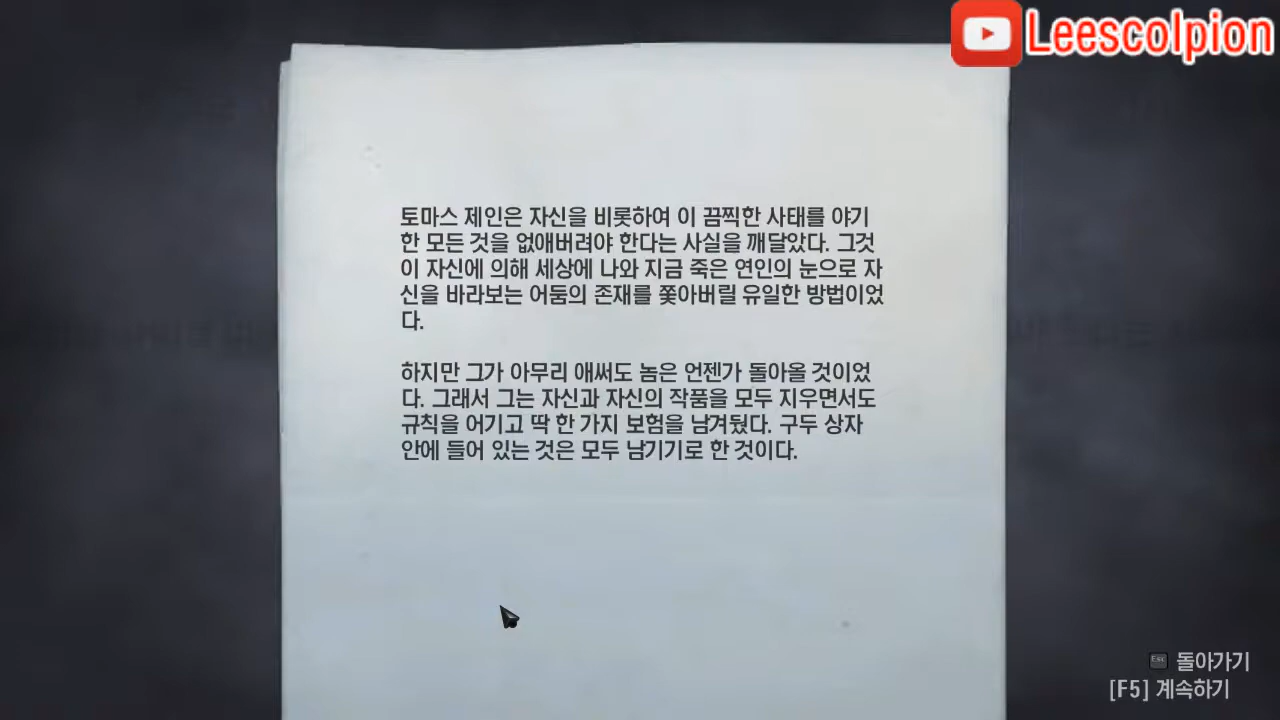 Leescolpion
토마스 제인은 자신을 비롯하여 이 끔찍한 사태를 야기
한 모든 것을 없애버려야 한다는 사실을 깨달았다. 그것
이 자신에 의해 세상에 나와 지금 죽은 연인의 눈으로 자
신을 바라보는 어둠의 존재를 쫓아버릴 유일한 방법이었
다.
하지만 그가 아무리 애써도 놈은 언젠가 돌아올 것이었
다. 그래서 그는 자신과 자신의 작품을 모두 지우면서도
규칙을 어기고 딱 한 가지 보험을 남겨뒀다. 구두 상자
안에 들어 있는 것은 모두 남기기로 한 것이다.
Esc 돌아가기
[F5] 계속하기